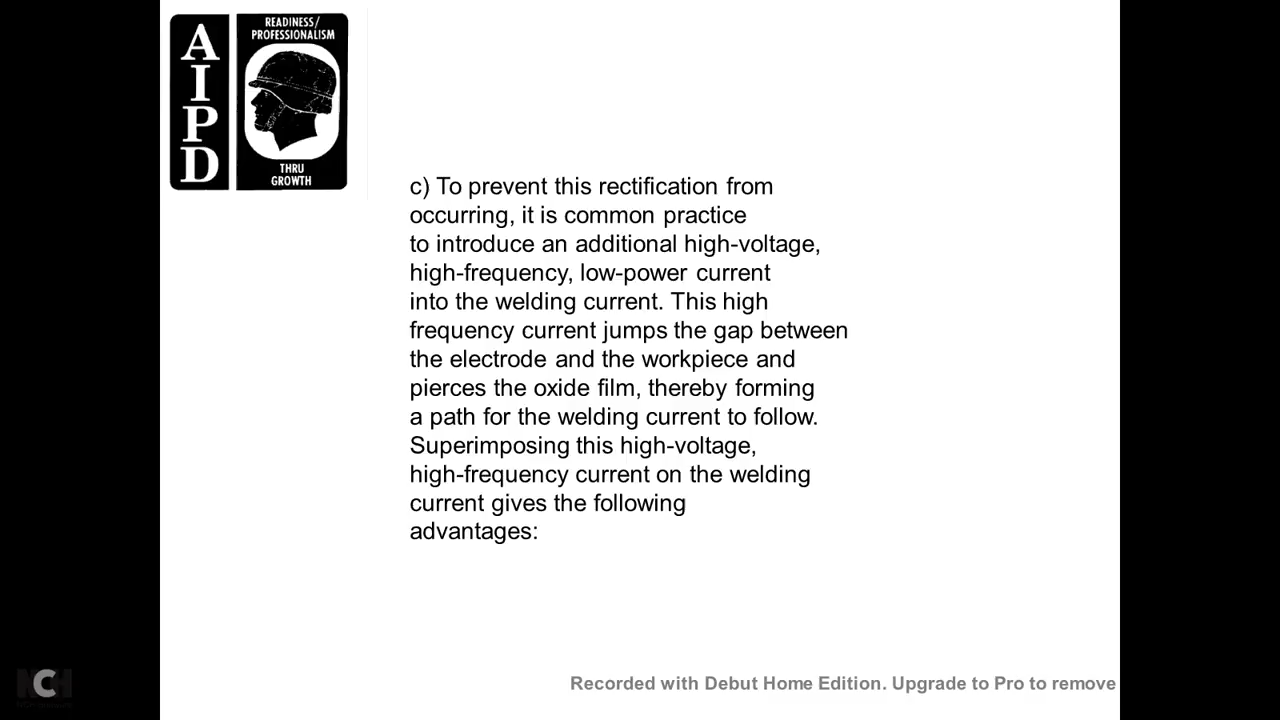 AIPD
READINESS/
PROFESSIONALISM
THRU
GROWTH
c) To prevent this rectification from
occurring, it is common practice
to introduce an additional high-voltage,
high-frequency, low-power current
into the welding current. This high
frequency current jumps the gap between
the electrode and the workpiece and
pierces the oxide film, thereby forming
a path for the welding current to follow.
Superimposing this high-voltage,
high-frequency current on the welding
current gives the following
advantages:
NCH
Recorded with Debut Home Edition. Upgrade to Pro to remove